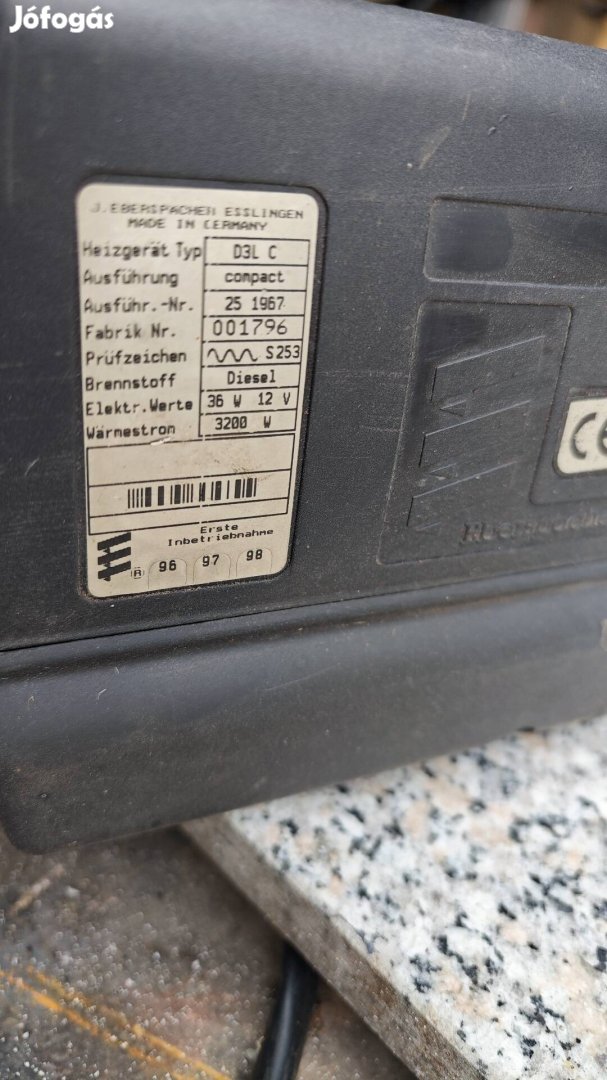 Jófogás
J. EBERSPÄCHER ESSLINGEN
MADE IN GERMANY
Heizgerät Typ D3L C
Ausführung compact
Ausführ.-Nr. 25 1967
Fabrik Nr. 001796
Prüfzeichen S253
Brennstoff Diesel
Elektr.Werte 36 W 12 V
Wärmestrom 3200 W
Erste
Inbetriebnahme
® 96 97 98
CE